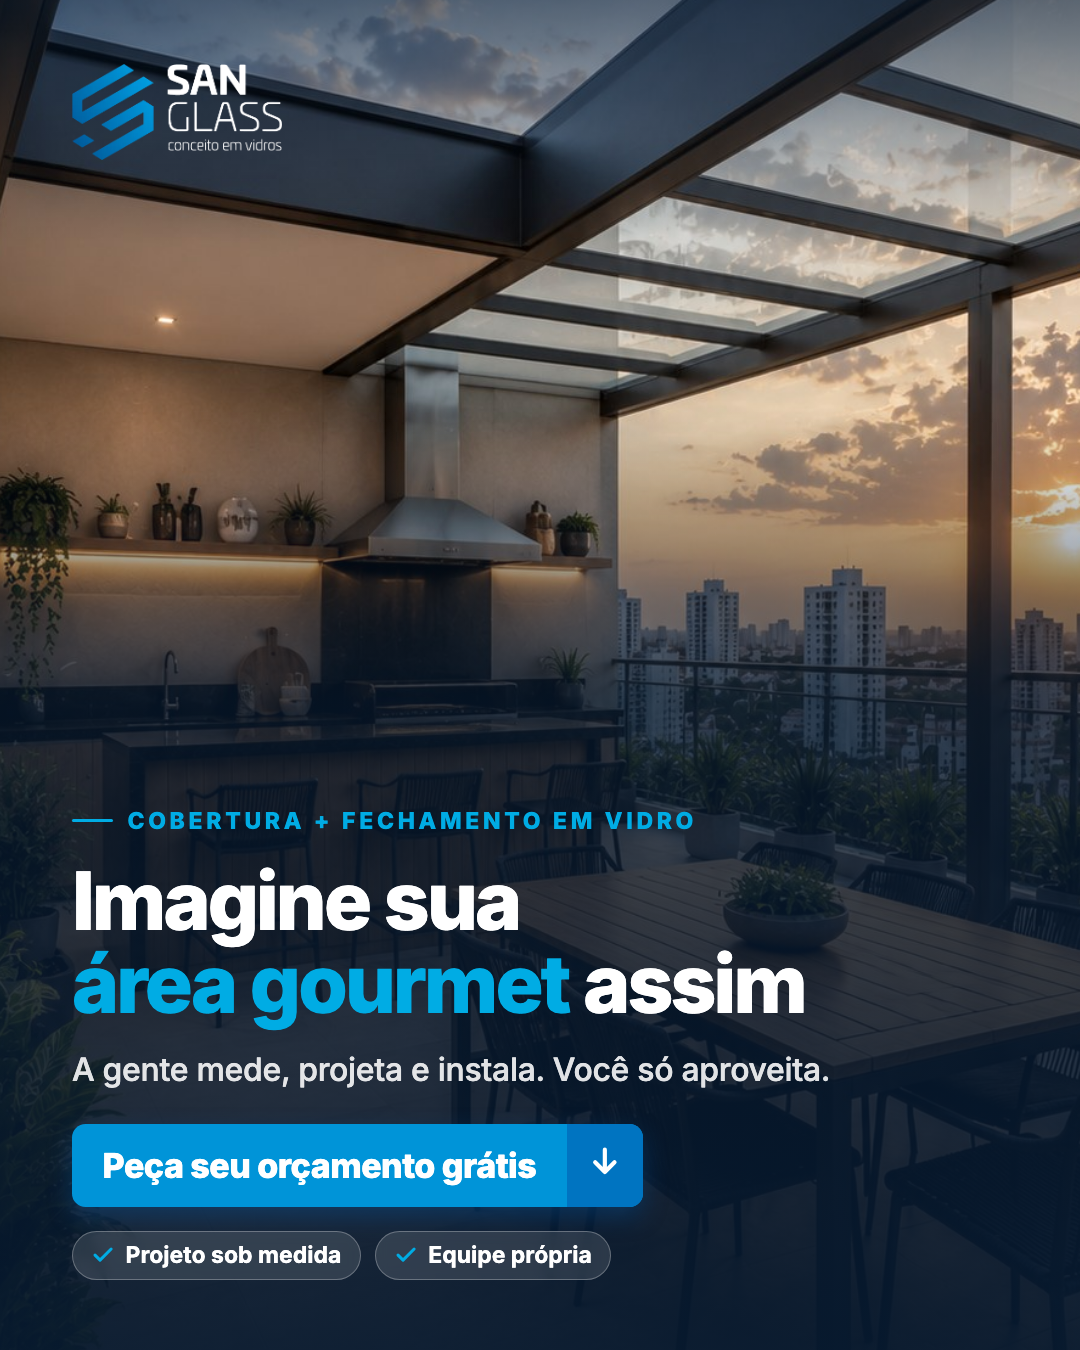 SAN
GLASS
conceito em vidros
COBERTURA + FECHAMENTO EM VIDRO
Imagine sua
área gourmet assim
A gente mede, projeta e instala. Você só aproveita.
Peça seu orçamento grátis
Projeto sob medida
Equipe própria